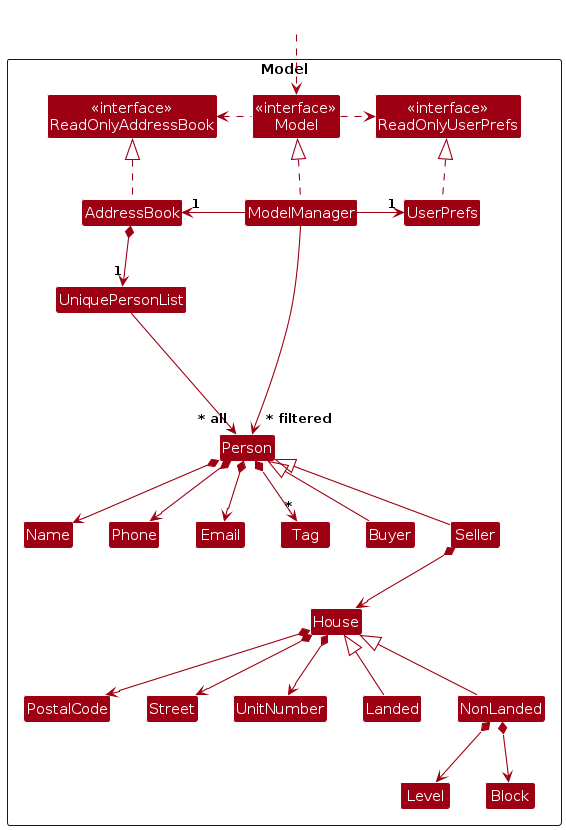 Model
«interface»
ReadOnlyAddressBook
«interface»
Model
«interface»
ReadOnlyUserPrefs
AddressBook
1
ModelManager
1
UserPrefs
1
UniquePersonList
* all
* filtered
Person
*
Name
Phone
Email
Tag
Buyer
Seller
House
PostalCode
Street
UnitNumber
Landed
NonLanded
Level
Block